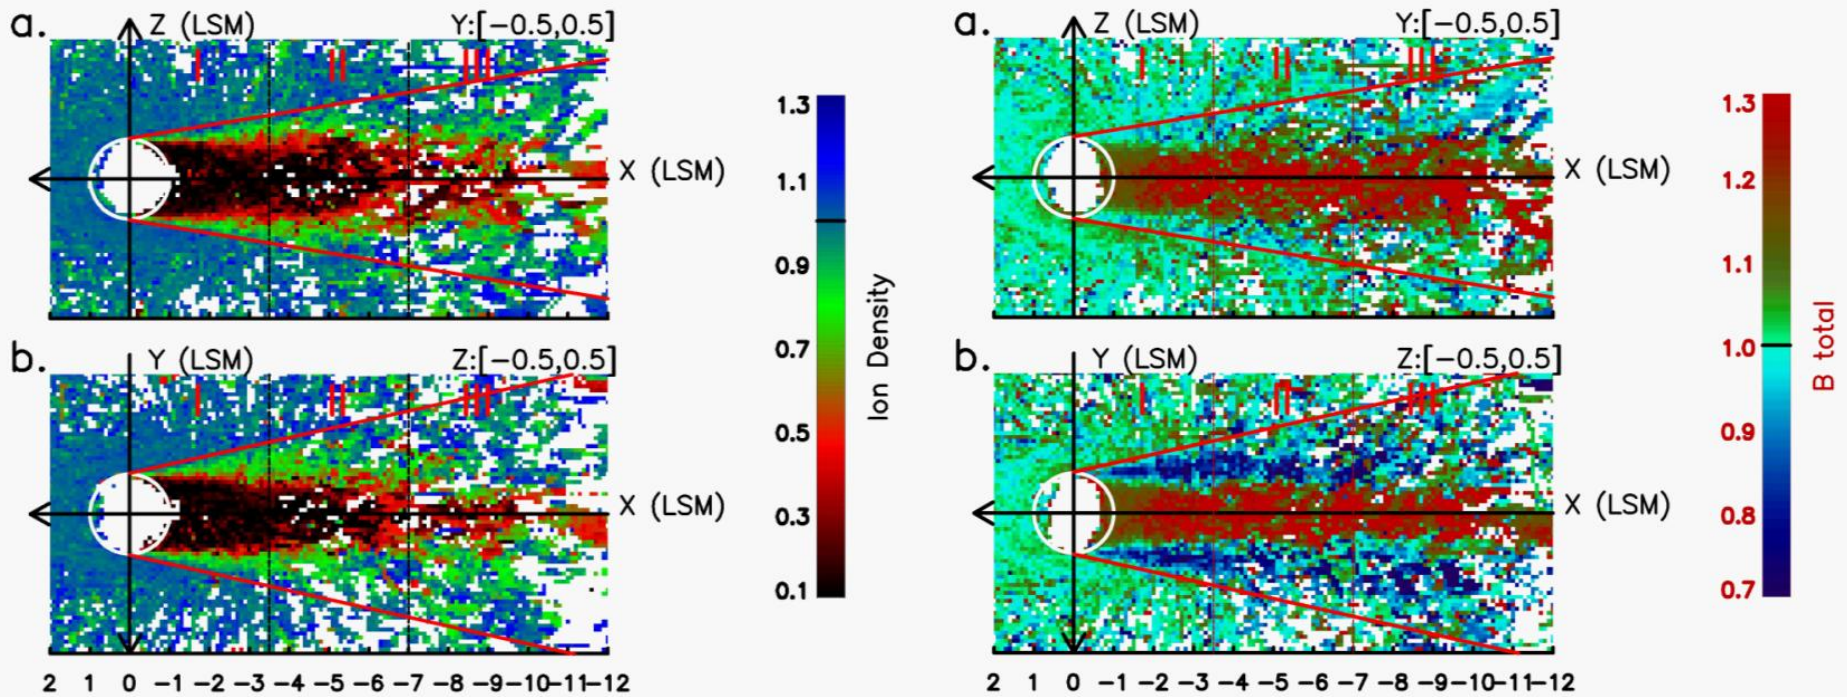 a. Z (LSM) Y:[−0.5,0.5]
I II III
X (LSM)
b. Y (LSM) Z:[−0.5,0.5]
I II III
X (LSM)
2 1 0 −1 −2 −3 −4 −5 −6 −7 −8 −9 −10−11−12
1.3
1.1
0.9
0.7
0.5
0.3
0.1
Ion Density
a. Z (LSM) Y:[−0.5,0.5]
I II III
X (LSM)
b. Y (LSM) Z:[−0.5,0.5]
I II III
X (LSM)
2 1 0 −1 −2 −3 −4 −5 −6 −7 −8 −9−10−11−12
1.3
1.2
1.1
1.0
0.9
0.8
0.7
B total